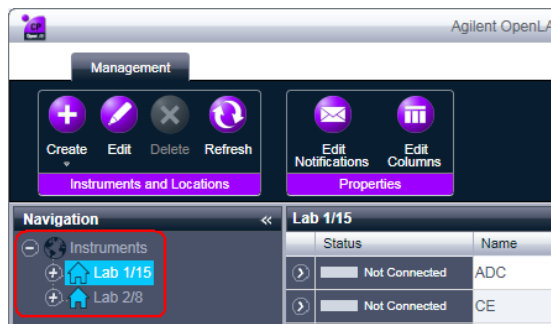 CP
Agilent OpenLA
Management
Create Edit Delete Refresh
Edit Notifications
Edit Columns
Instruments and Locations
Properties
Navigation «
Lab 1/15
Instruments
Status Name
Lab 1/15
Not Connected ADC
Lab 2/8
Not Connected CE